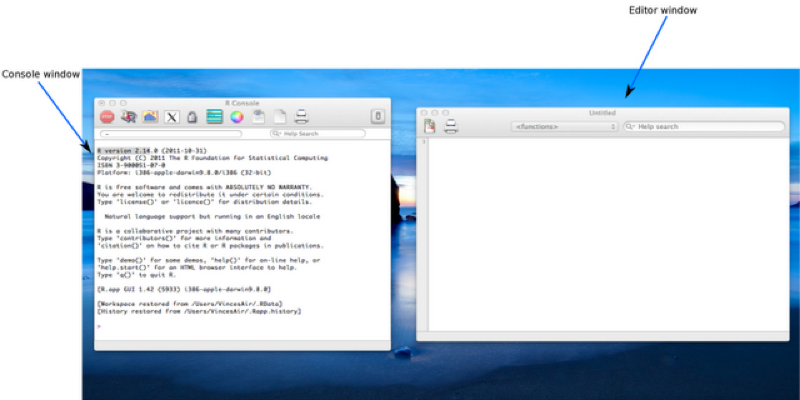 Editor window
Console window
R Console
STOP
Help Search
R version 2.14.0 (2011-10-31)
Copyright (C) 2011 The R Foundation for Statistical Computing
ISBN 3-900051-07-0
Platform: i386-apple-darwin9.8.0/i386 (32-bit)
R is free software and comes with ABSOLUTELY NO WARRANTY.
You are welcome to redistribute it under certain conditions.
Type 'license()' or 'licence()' for distribution details.
Natural language support but running in an English locale
R is a collaborative project with many contributors.
Type 'contributors()' for more information and
'citation()' on how to cite R or R packages in publications.
Type 'demo()' for some demos, 'help()' for on-line help, or
'help.start()' for an HTML browser interface to help.
Type 'q()' to quit R.
[R.app GUI 1.42 (5933) i386-apple-darwin9.8.0]
[Workspace restored from /Users/VincesAir/.RData]
[History restored from /Users/VincesAir/.Rapp.history]
>
Untitled
<functions>
Help search
1